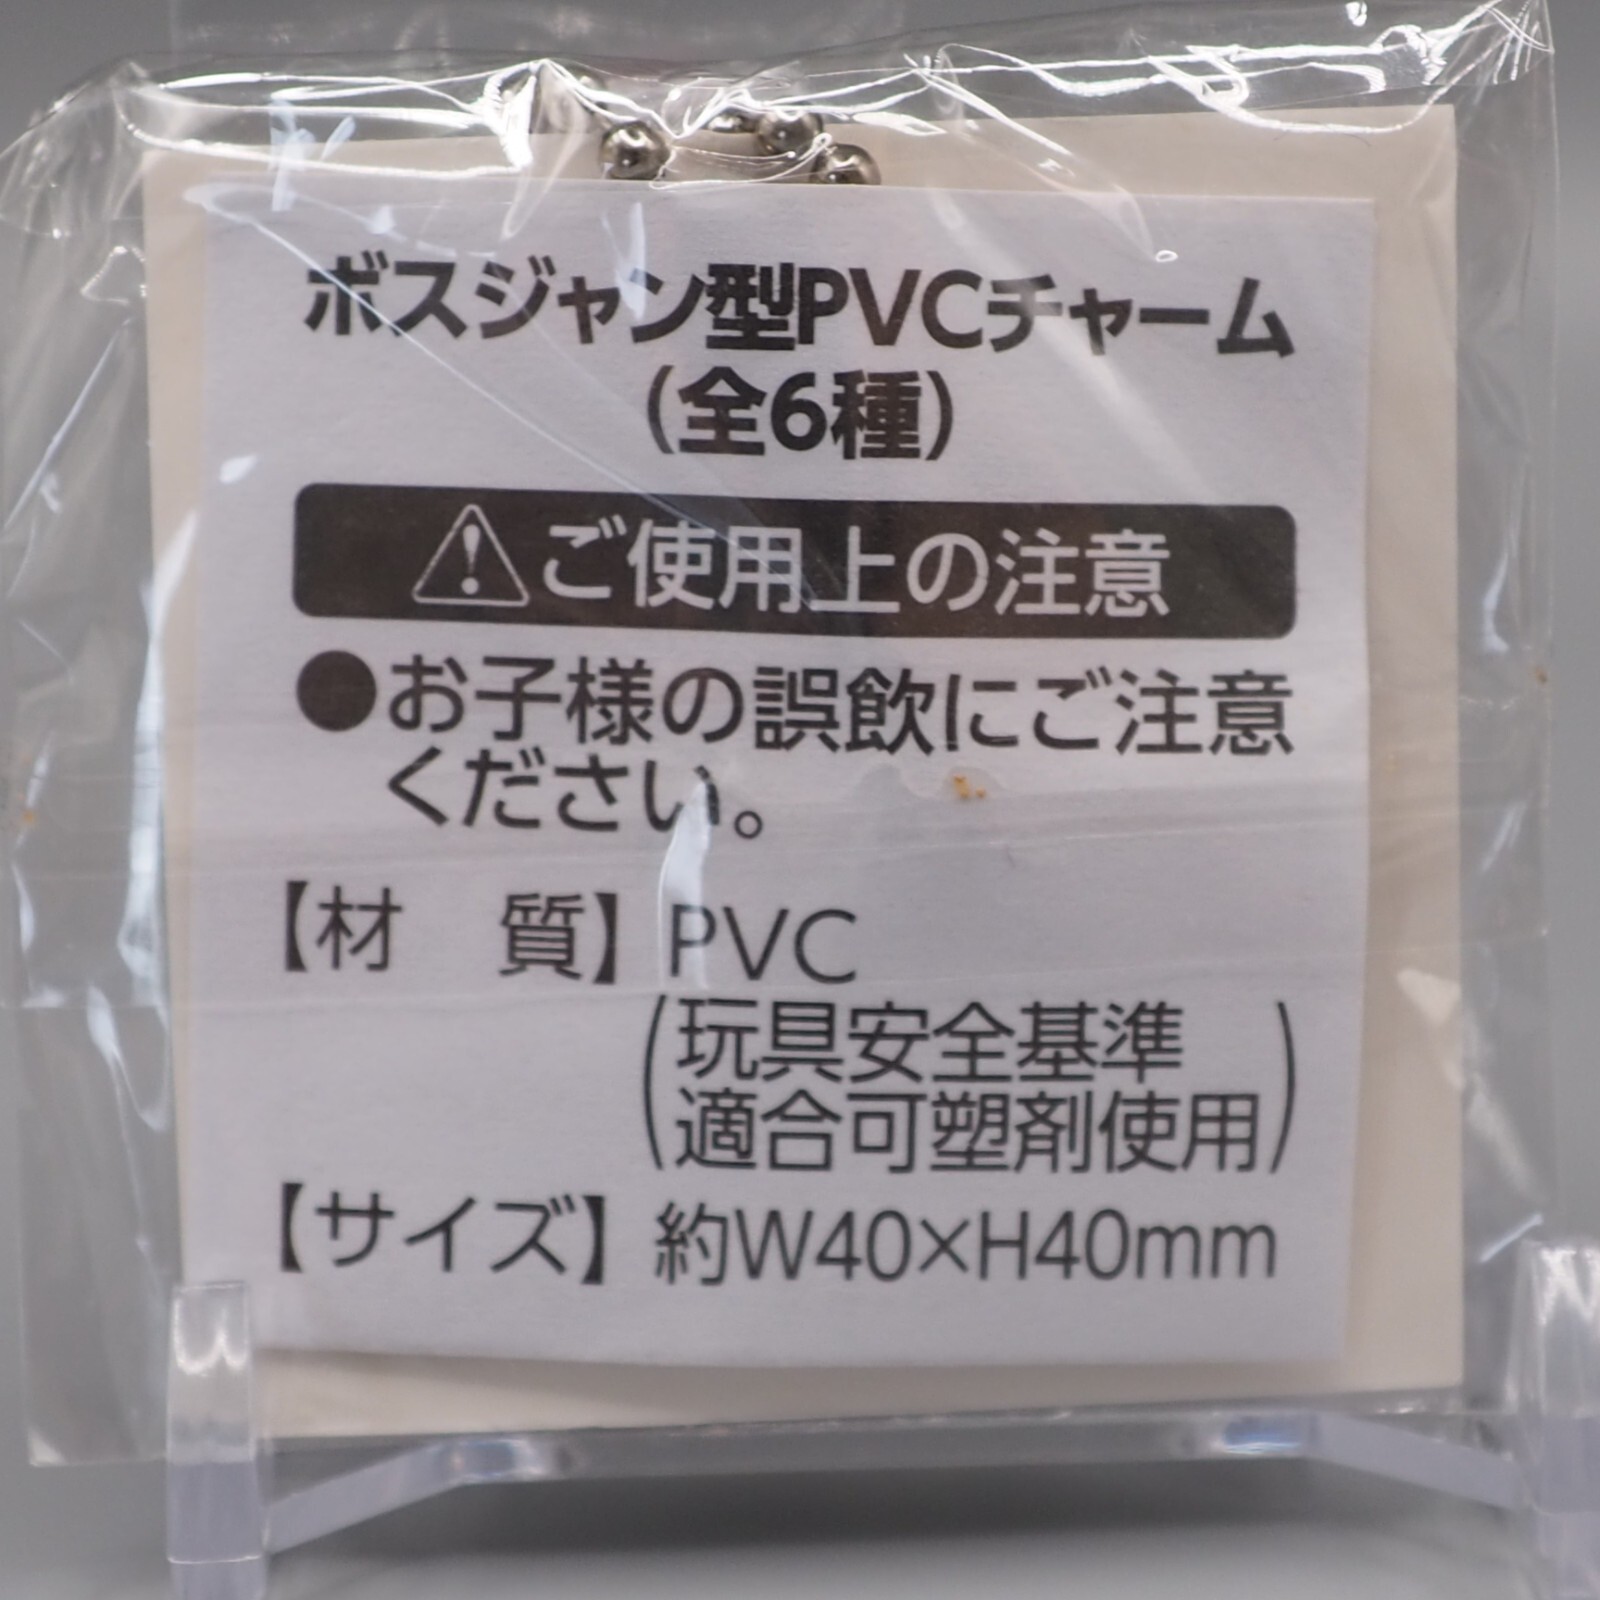 ボスジャン型PVCチャーム
(全6種)
ご使用上の注意
●お子様の誤飲にご注意
ください。
【材　質】PVC
(玩具安全基準
適合可塑剤使用)
【サイズ】約W40×H40mm